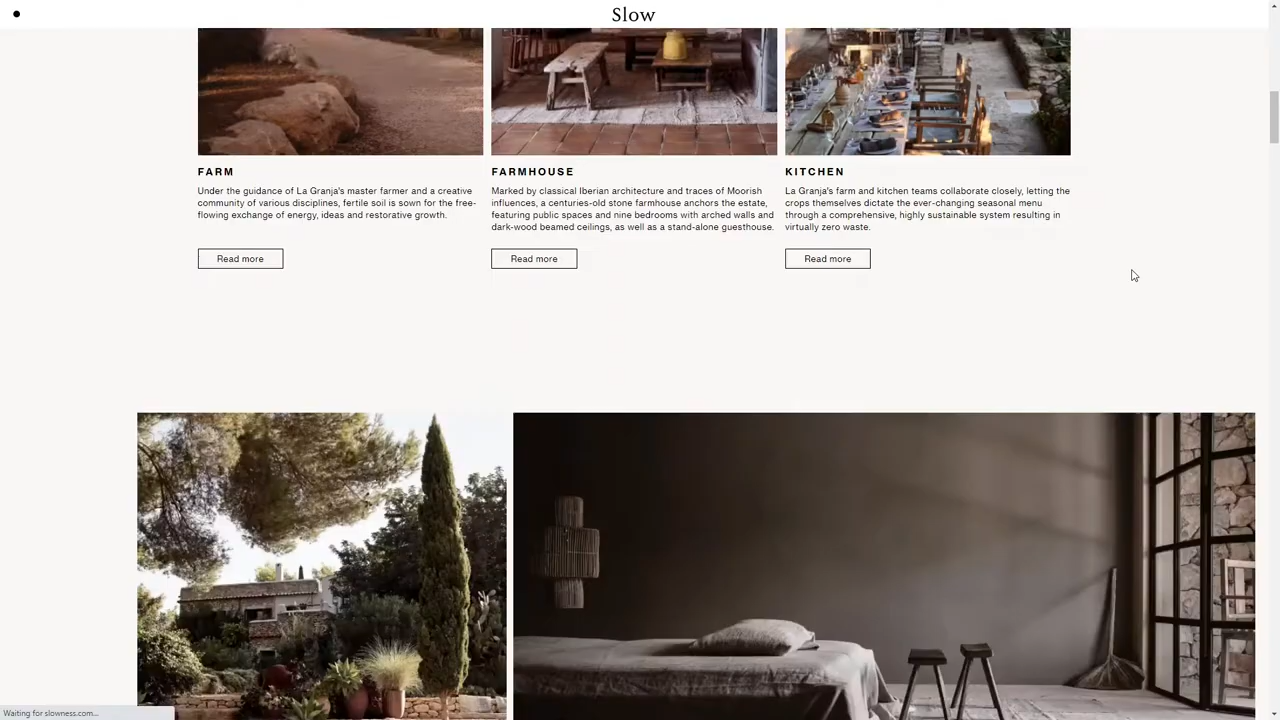 Slow
FARM
Under the guidance of La Granja's master farmer and a creative
community of various disciplines, fertile soil is sown for the free-
flowing exchange of energy, ideas and restorative growth.
Read more
FARMHOUSE
Marked by classical Iberian architecture and traces of Moorish
influences, a centuries-old stone farmhouse anchors the estate,
featuring public spaces and nine bedrooms with arched walls and
dark-wood beamed ceilings, as well as a stand-alone guesthouse.
Read more
KITCHEN
La Granja's farm and kitchen teams collaborate closely, letting the
crops themselves dictate the ever-changing seasonal menu
through a comprehensive, highly sustainable system resulting in
virtually zero waste.
Read more
Waiting for slowness.com...